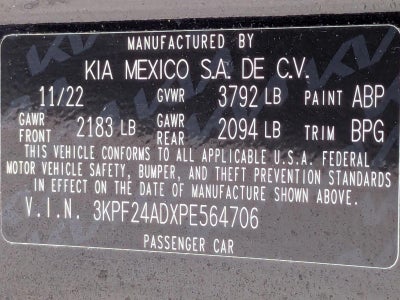 MANUFACTURED BY
KIA MEXICO S.A. DE C.V.
11/22 GVWR 3792 LB PAINT ABP
GAWR FRONT 2183 LB GAWR REAR 2094 LB TRIM BPG
THIS VEHICLE CONFORMS TO ALL APPLICABLE U.S.A. FEDERAL
MOTOR VEHICLE SAFETY, BUMPER, AND THEFT PREVENTION STANDARDS
IN EFFECT ON THE DATE OF MANUFACTURE SHOWN ABOVE.
V.I.N. 3KPF24ADXPE564706
PASSENGER CAR